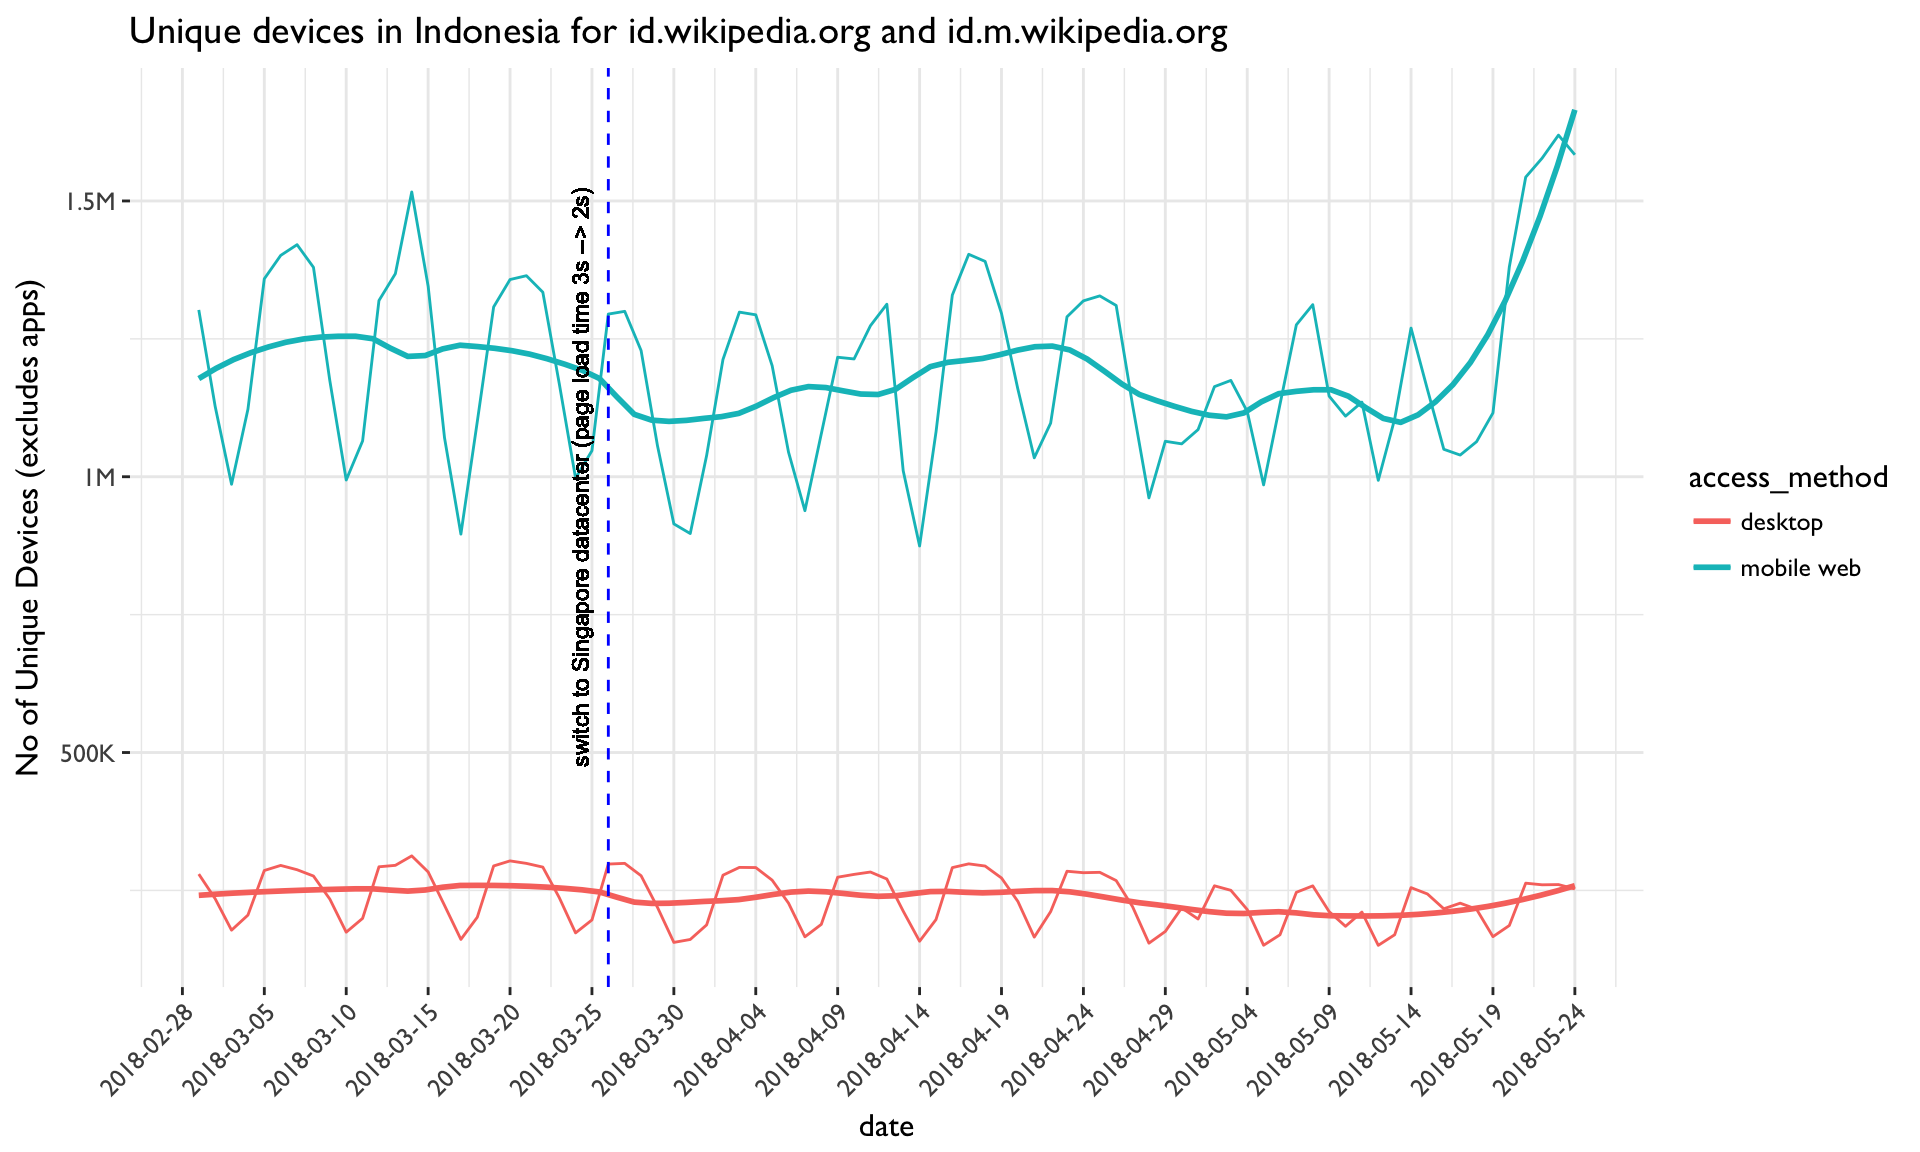 Unique devices in Indonesia for id.wikipedia.org and id.m.wikipedia.org
No of Unique Devices (excludes apps)
1.5M
1M
500K
switch to Singapore datacenter (page load time 3s --> 2s)
access_method
desktop
mobile web
2018-02-28
2018-03-05
2018-03-10
2018-03-15
2018-03-20
2018-03-25
2018-03-30
2018-04-04
2018-04-09
2018-04-14
2018-04-19
2018-04-24
2018-04-29
2018-05-04
2018-05-09
2018-05-14
2018-05-19
2018-05-24
date